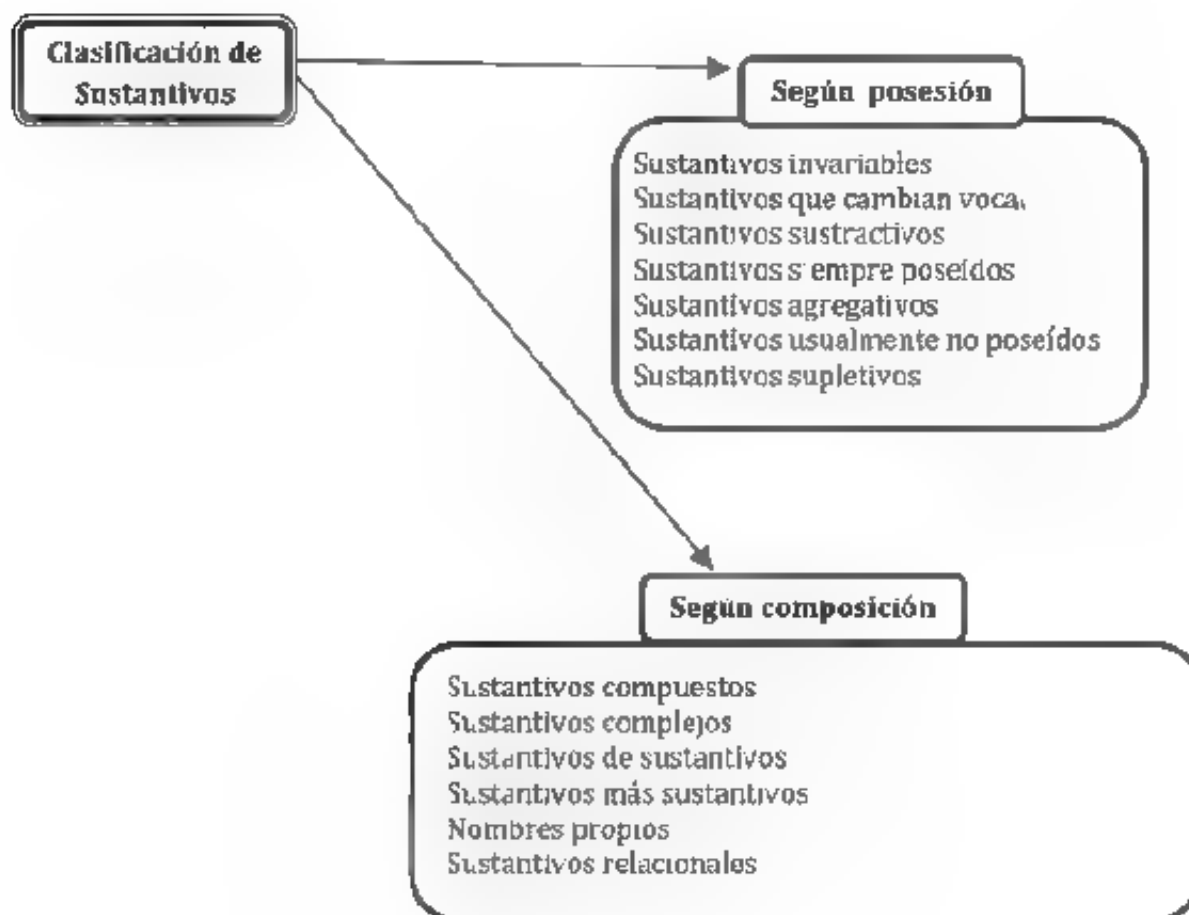 Clasificación de
Sustantivos
Según posesión
Sustantivos invariables
Sustantivos que cambian vocal
Sustantivos sustractivos
Sustantivos siempre poseídos
Sustantivos agregativos
Sustantivos usualmente no poseídos
Sustantivos supletivos
Según composición
Sustantivos compuestos
Sustantivos complejos
Sustantivos de sustantivos
Sustantivos más sustantivos
Nombres propios
Sustantivos relacionales